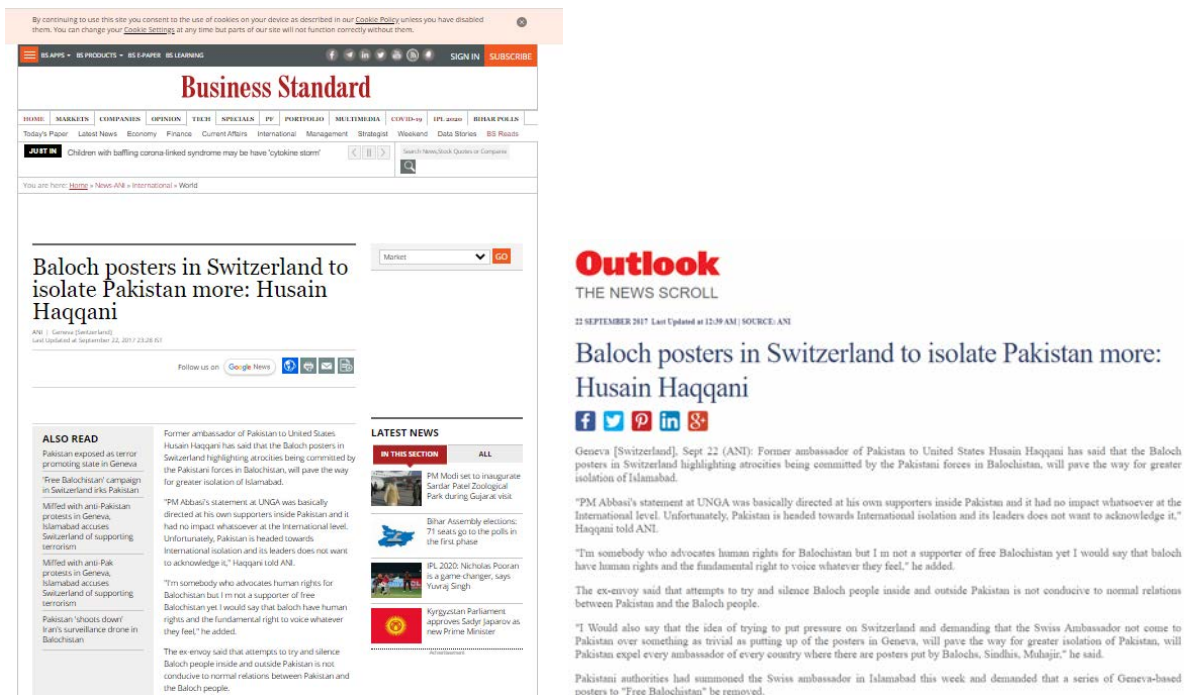 By continuing to use this site you consent to the use of cookies on your device as described in our Cookie Policy unless you have disabled
them. You can change your Cookie Settings at any time but parts of our site will not function correctly without them.
BS APPS BS PRODUCTS BS E-PAPER BS LEARNING
SIGN IN SUBSCRIBE
Business Standard
HOME MARKETS COMPANIES OPINION TECH SPECIALS PF PORTFOLIO MULTIMEDIA COVID-19 IPL 2020 BIHAR POLLS
Today's Paper Latest News Economy Finance Current Affairs International Management Strategist Weekend Data Stories BS Reads
JUST IN Children with baffling corona-linked syndrome may be have 'cytokine storm'
Search News,Stock Quotes or Companie
You are here: Home » News-ANI » International » World
Market GO
Baloch posters in Switzerland to
isolate Pakistan more: Husain
Haqqani
ANI | Geneva [Switzerland]
Last Updated at September 22, 2017 23:26 IST
Follow us on Google News
ALSO READ
Pakistan exposed as terror
promoting state in Geneva
'Free Balochistan' campaign
in Switzerland irks Pakistan
Miffed with anti-Pakistan
protests in Geneva,
Islamabad accuses
Switzerland of supporting
terrorism
Miffed with anti-Pak
protests in Geneva,
Islamabad accuses
Switzerland of supporting
terrorism
Pakistan 'shoots down'
Iran's surveillance drone in
Balochistan
Former ambassador of Pakistan to United States
Husain Haqqani has said that the Baloch posters in
Switzerland highlighting atrocities being committed by
the Pakistani forces in Balochistan, will pave the way
for greater isolation of Islamabad.
"PM Abbasi's statement at UNGA was basically
directed at his own supporters inside Pakistan and it
had no impact whatsoever at the International level.
Unfortunately, Pakistan is headed towards
International isolation and its leaders does not want
to acknowledge it," Haqqani told ANI.
"I'm somebody who advocates human rights for
Balochistan but I m not a supporter of free
Balochistan yet I would say that baloch have human
rights and the fundamental right to voice whatever
they feel," he added.
The ex-envoy said that attempts to try and silence
Baloch people inside and outside Pakistan is not
conducive to normal relations between Pakistan and
the Baloch people.
LATEST NEWS
IN THIS SECTION ALL
PM Modi set to inaugurate
Sardar Patel Zoological
Park during Gujarat visit
Bihar Assembly elections:
71 seats go to the polls in
the first phase
IPL 2020: Nicholas Pooran
is a game-changer, says
Yuvraj Singh
Kyrgyzstan Parliament
approves Sadyr Japarov as
new Prime Minister
Advertisement
Outlook
THE NEWS SCROLL
22 SEPTEMBER 2017 Last Updated at 12:39 AM | SOURCE: ANI
Baloch posters in Switzerland to isolate Pakistan more:
Husain Haqqani
Geneva [Switzerland], Sept 22 (ANI): Former ambassador of Pakistan to United States Husain Haqqani has said that the Baloch
posters in Switzerland highlighting atrocities being committed by the Pakistani forces in Balochistan, will pave the way for greater
isolation of Islamabad.
"PM Abbasi's statement at UNGA was basically directed at his own supporters inside Pakistan and it had no impact whatsoever at the
International level. Unfortunately, Pakistan is headed towards International isolation and its leaders does not want to acknowledge it,"
Haqqani told ANI.
"I'm somebody who advocates human rights for Balochistan but I m not a supporter of free Balochistan yet I would say that baloch
have human rights and the fundamental right to voice whatever they feel," he added.
The ex-envoy said that attempts to try and silence Baloch people inside and outside Pakistan is not conducive to normal relations
between Pakistan and the Baloch people.
"I Would also say that the idea of trying to put pressure on Switzerland and demanding that the Swiss Ambassador not come to
Pakistan over something as trivial as putting up of the posters in Geneva, will pave the way for greater isolation of Pakistan, will
Pakistan expel every ambassador of every country where there are posters put by Balochs, Sindhis, Muhajir," he said.
Pakistani authorities had summoned the Swiss ambassador in Islamabad this week and demanded that a series of Geneva-based
posters to "Free Balochistan" be removed.